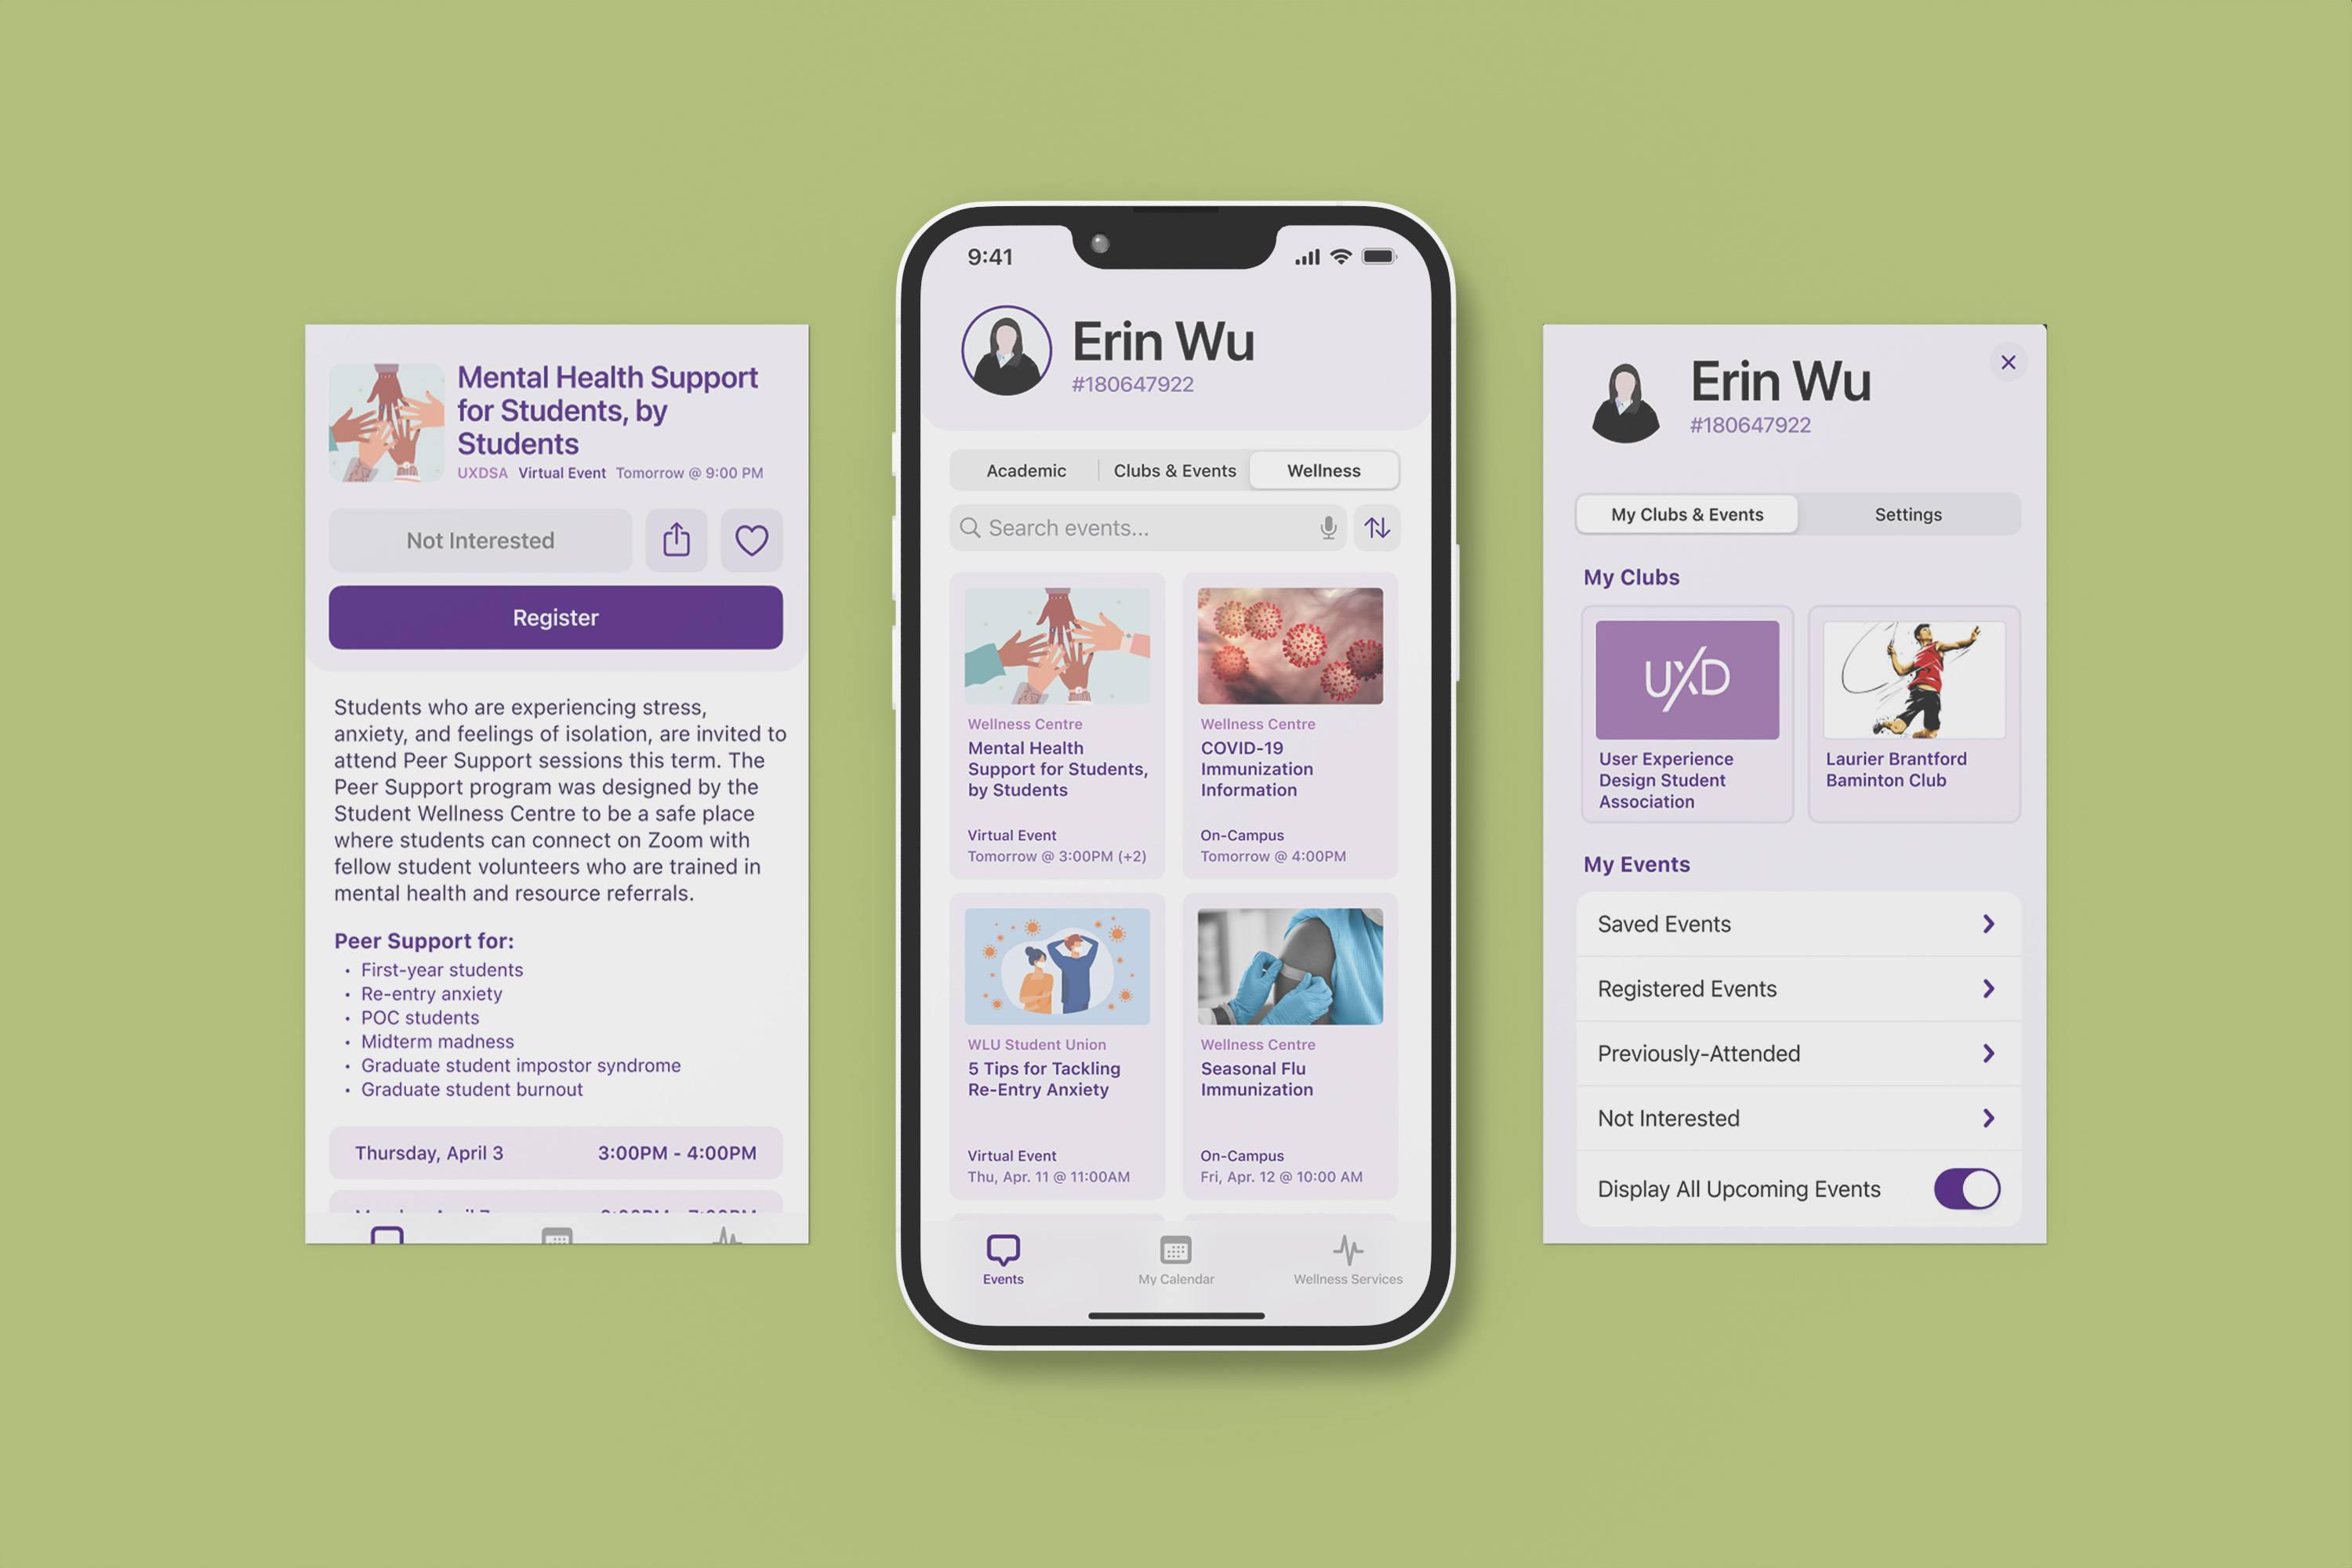 Mental Health Support
for Students, by
Students
UXDSA Virtual Event Tomorrow @ 9:00 PM
Not Interested
Register
Students who are experiencing stress,
anxiety, and feelings of isolation, are invited to
attend Peer Support sessions this term. The
Peer Support program was designed by the
Student Wellness Centre to be a safe place
where students can connect on Zoom with
fellow student volunteers who are trained in
mental health and resource referrals.
Peer Support for:
• First-year students
• Re-entry anxiety
• POC students
• Midterm madness
• Graduate student impostor syndrome
• Graduate student burnout
Thursday, April 3 3:00PM - 4:00PM
9:41
Erin Wu
#180647922
Academic Clubs & Events Wellness
Search events...
Wellness Centre
Mental Health
Support for Students,
by Students
Virtual Event
Tomorrow @ 3:00PM (+2)
Wellness Centre
COVID-19
Immunization
Information
On-Campus
Tomorrow @ 4:00PM
WLU Student Union
5 Tips for Tackling
Re-Entry Anxiety
Virtual Event
Thu, Apr. 11 @ 11:00AM
Wellness Centre
Seasonal Flu
Immunization
On-Campus
Fri, Apr. 12 @ 10:00 AM
Events My Calendar Wellness Services
Erin Wu
#180647922
My Clubs & Events Settings
My Clubs
UXD
User Experience
Design Student
Association
Laurier Brantford
Baminton Club
My Events
Saved Events
Registered Events
Previously-Attended
Not Interested
Display All Upcoming Events